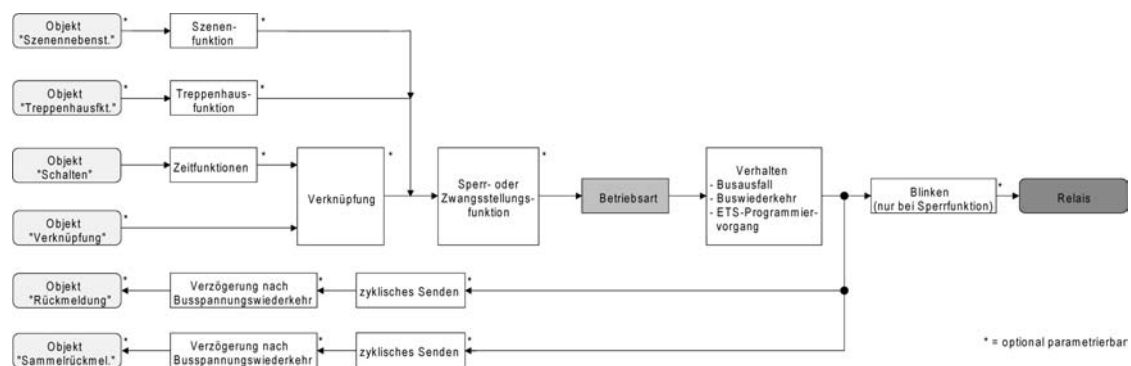 Objekt
"Szenennebenst."
*
Szenen-
funktion
*
Objekt
"Treppenhausfkt."
*
Treppenhaus-
funktion
*
Objekt
"Schalten"
Zeitfunktionen
*
Objekt
"Verknüpfung"
*
Verknüpfung
*
Sperr- oder
Zwangsstellungs-
funktion
*
Betriebsart
Verhalten
- Busausfall
- Buswiederkehr
- ETS-Programmier-
vorgang
Blinken
(nur bei Sperrfunktion)
*
Relais
Objekt
"Rückmeldung"
*
Verzögerung nach
Busspannungswiederkehr
*
zyklisches Senden
*
Objekt
"Sammelrückmel."
*
Verzögerung nach
Busspannungswiederkehr
*
zyklisches Senden
*
* = optional parametrierbar